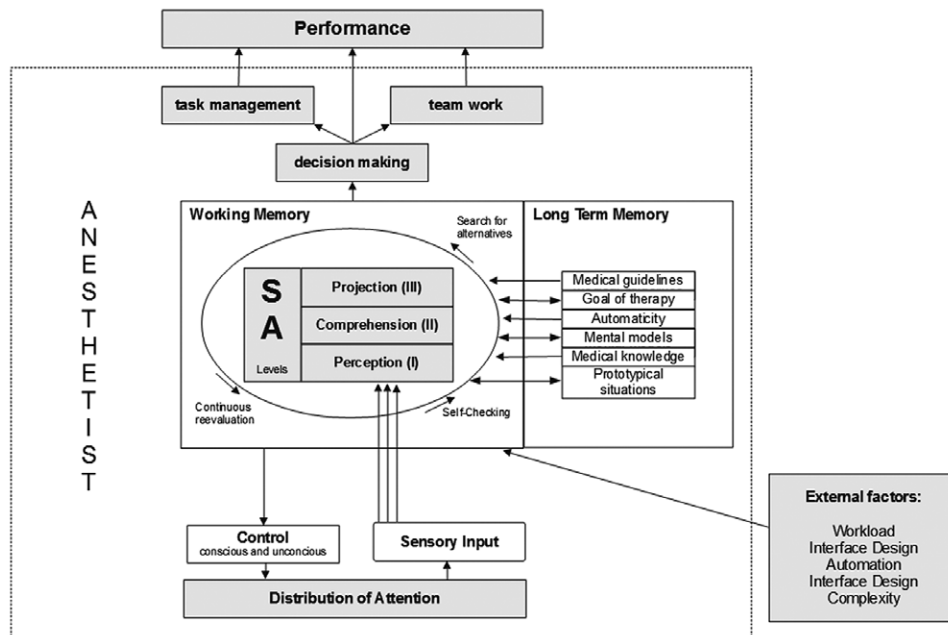 Performance
task management
team work
decision making
ANESTHETIST
Working Memory
Long Term Memory
Search for
alternatives
S
A
Levels
Projection (III)
Comprehension (II)
Perception (I)
Medical guidelines
Goal of therapy
Automaticity
Mental models
Medical knowledge
Prototypical
situations
Continuous
reevaluation
Self-Checking
Control
conscious and unconcious
Sensory Input
Distribution of Attention
External factors:
Workload
Interface Design
Automation
Interface Design
Complexity